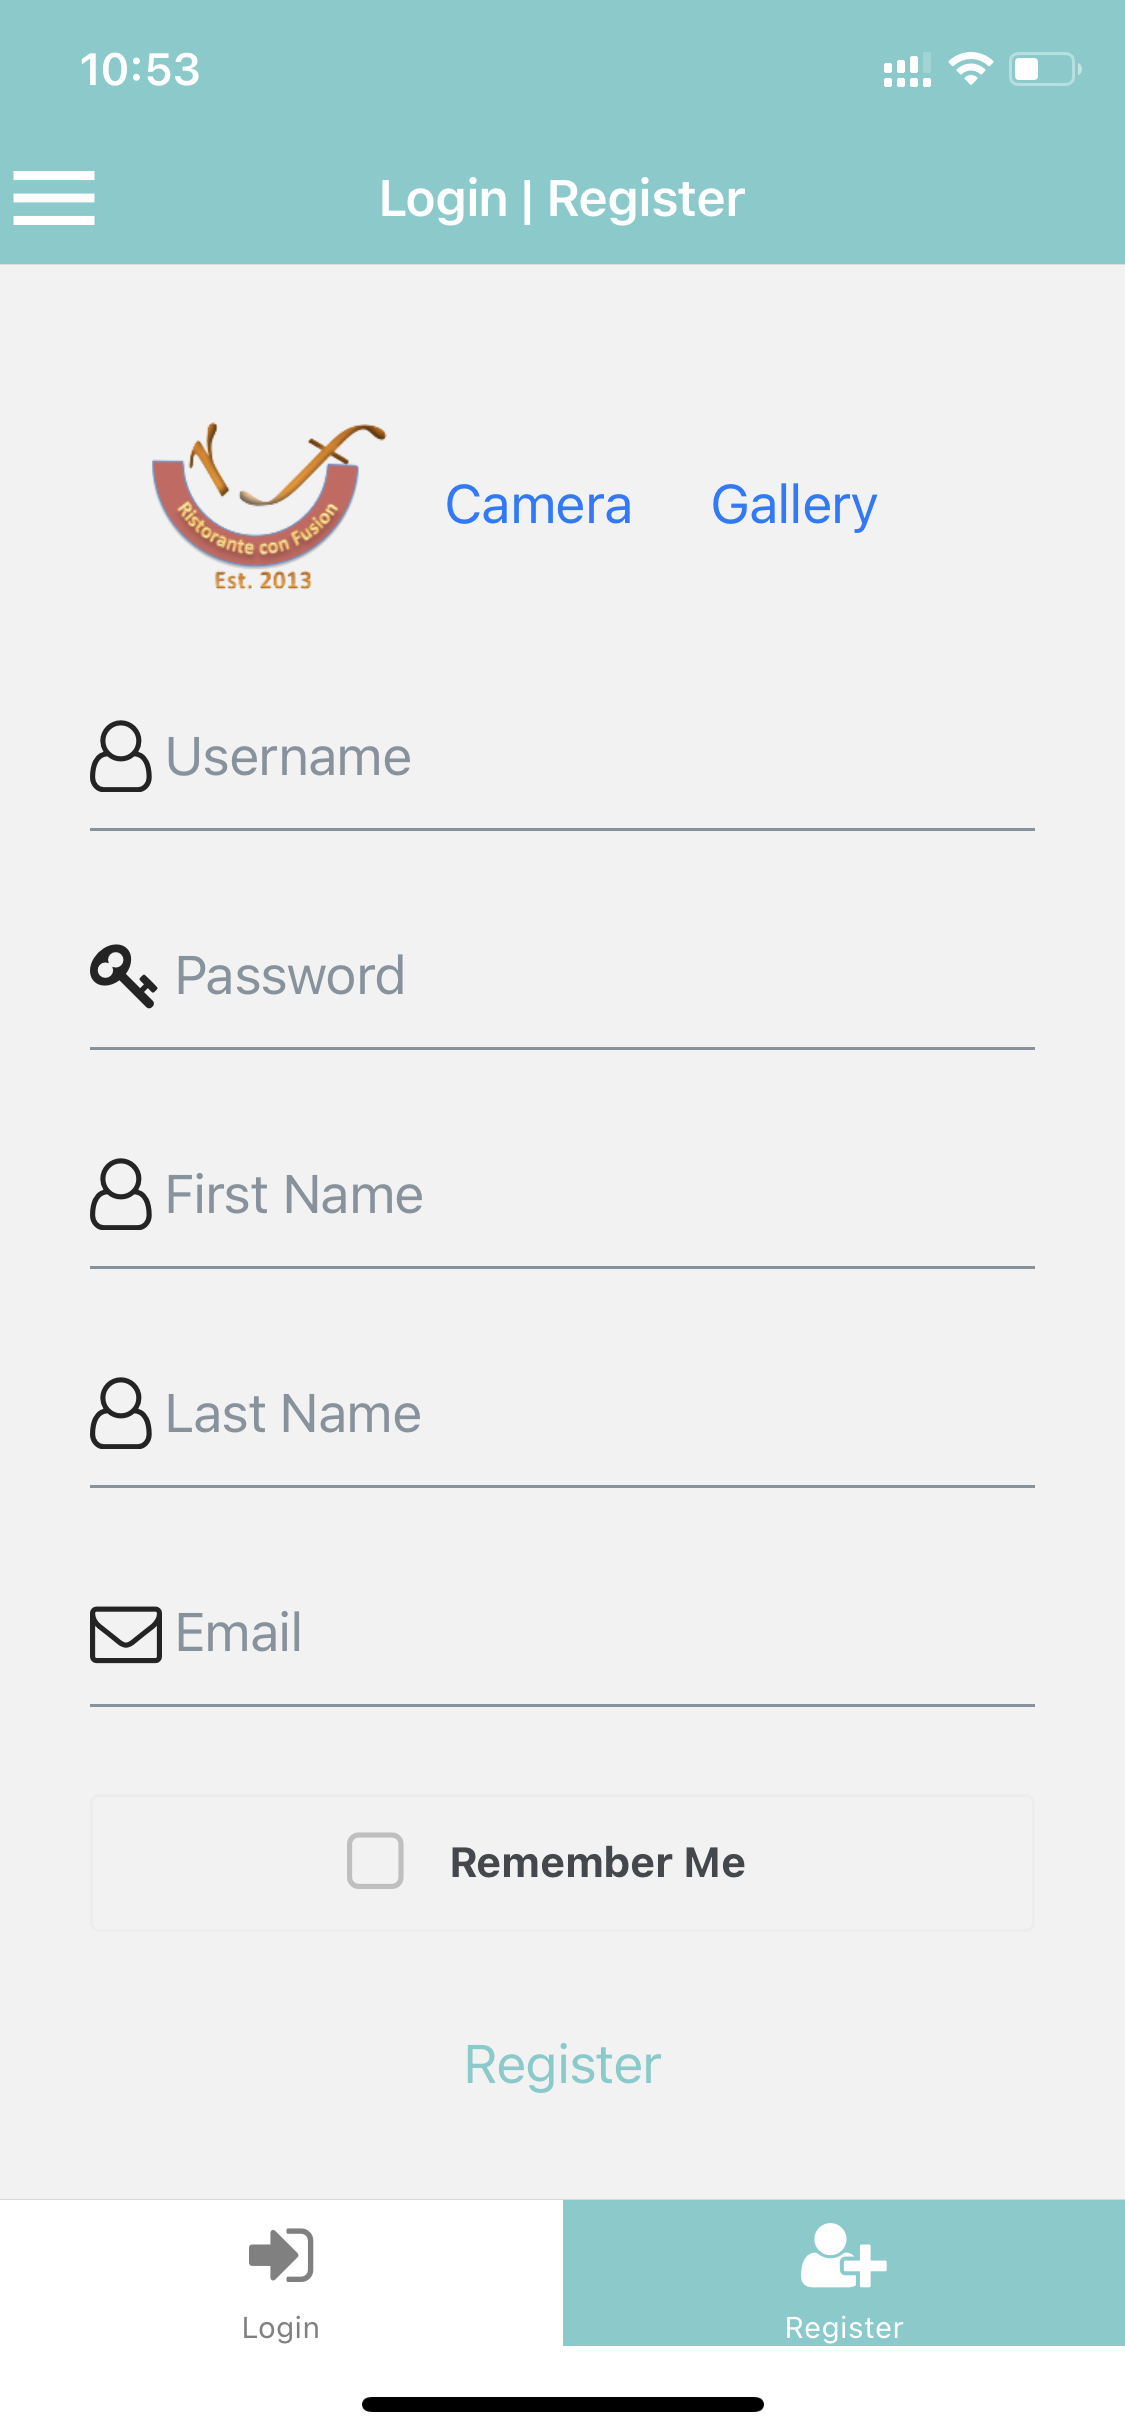 10:53
Login | Register
Ristorante con Fusion
Est. 2013
Camera
Gallery
Username
Password
First Name
Last Name
Email
Remember Me
Register
Login
Register